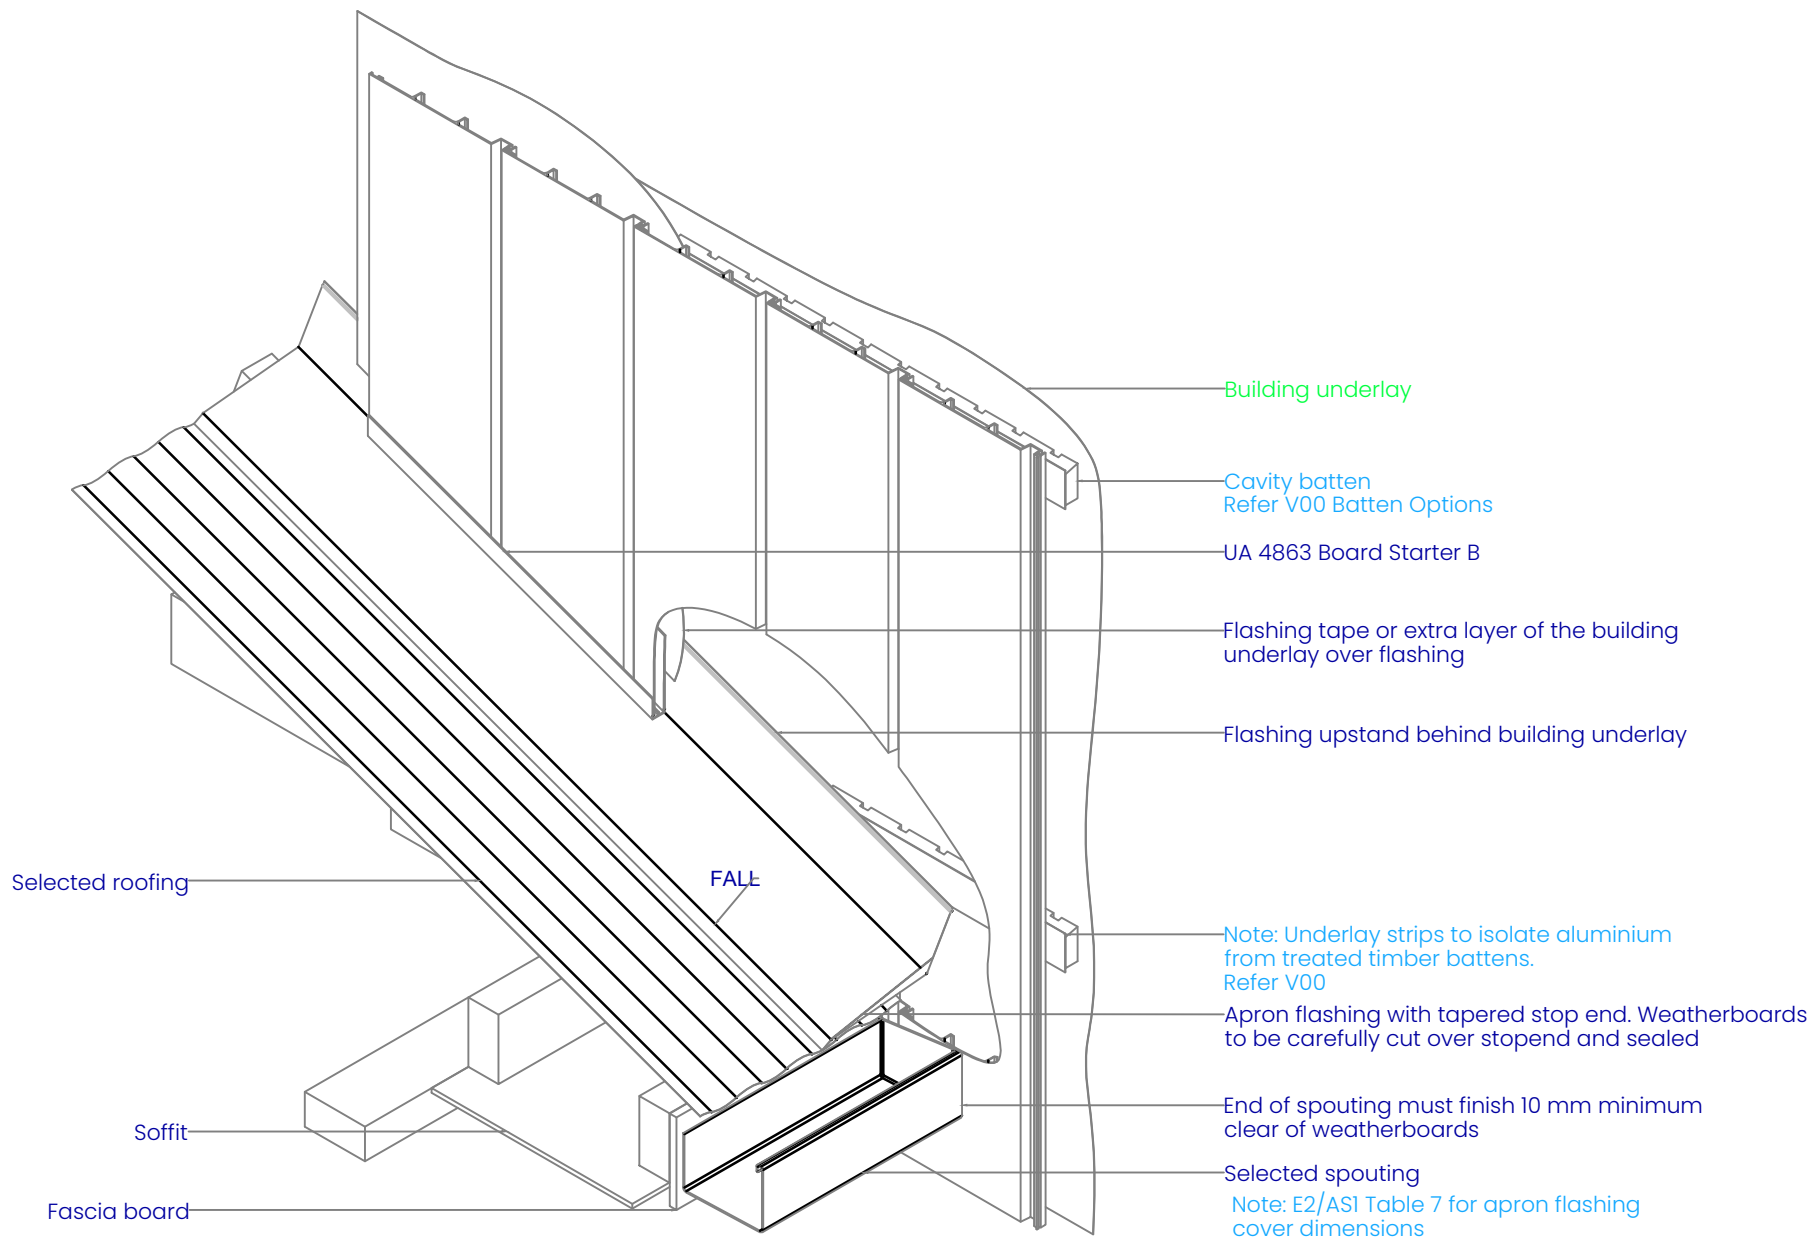 Building underlay
Cavity batten
Refer V00 Batten Options
UA 4863 Board Starter B
Flashing tape or extra layer of the building
underlay over flashing
Flashing upstand behind building underlay
Selected roofing
FALL
Note: Underlay strips to isolate aluminium
from treated timber battens.
Refer V00
Apron flashing with tapered stop end. Weatherboards
to be carefully cut over stopend and sealed
End of spouting must finish 10 mm minimum
clear of weatherboards
Soffit
Selected spouting
Fascia board
Note: E2/AS1 Table 7 for apron flashing
cover dimensions